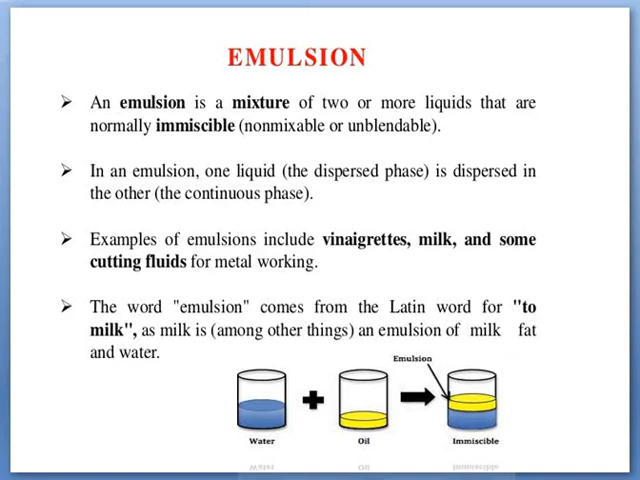 EMULSION
➢ An emulsion is a mixture of two or more liquids that are
normally immiscible (nonmixable or unblendable).
➢ In an emulsion, one liquid (the dispersed phase) is dispersed in
the other (the continuous phase).
➢ Examples of emulsions include vinaigrettes, milk, and some
cutting fluids for metal working.
➢ The word "emulsion" comes from the Latin word for "to
milk", as milk is (among other things) an emulsion of milk fat
and water.
Emulsion
Water Oil Immiscible